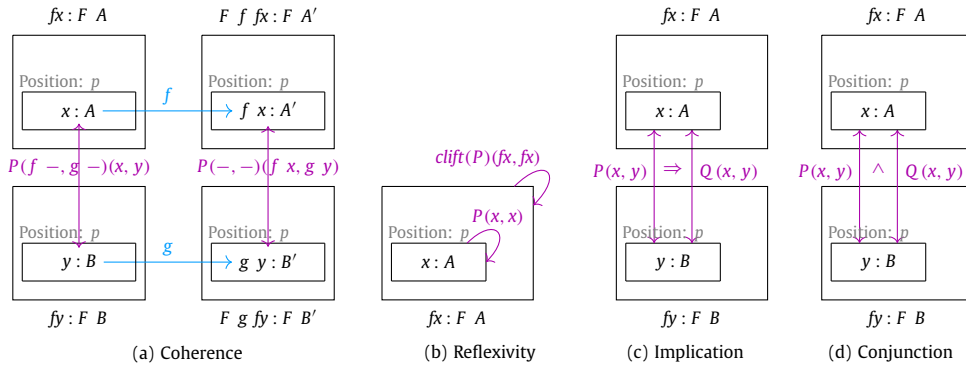 fx : F A
F f fx : F A′
fx : F A
fx : F A
Position: p
Position: p
Position: p
Position: p
x : A
f
f x : A′
x : A
x : A
P(f −, g −)(x, y)
P(−, −)(f x, g y)
clift(P)(fx, fx)
P(x, y)
⇒
Q(x, y)
P(x, y)
∧
Q(x, y)
P(x, x)
Position: p
Position: p
Position: p
Position: p
Position: p
y : B
g
g y : B′
x : A
y : B
y : B
fy : F B
F g fy : F B′
fx : F A
fy : F B
fy : F B
(a) Coherence
(b) Reflexivity
(c) Implication
(d) Conjunction